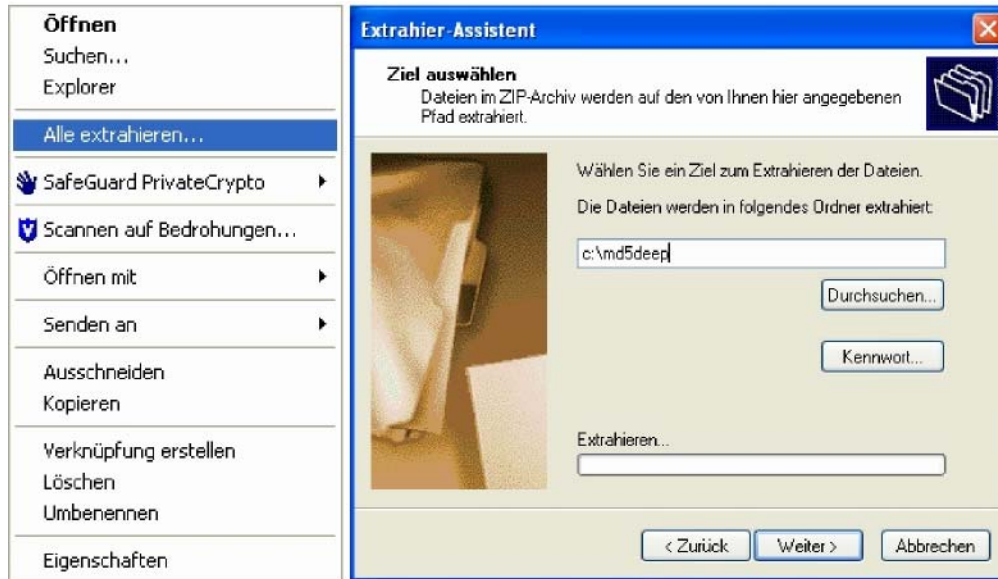 Öffnen
Suchen...
Explorer
Alle extrahieren...
SafeGuard PrivateCrypto
Scannen auf Bedrohungen...
Öffnen mit
Senden an
Ausschneiden
Kopieren
Verknüpfung erstellen
Löschen
Umbenennen
Eigenschaften
Extrahier-Assistent
Ziel auswählen
Dateien im ZIP-Archiv werden auf den von Ihnen hier angegebenen
Pfad extrahiert.
Wählen Sie ein Ziel zum Extrahieren der Dateien.
Die Dateien werden in folgendes Ordner extrahiert:
c:\md5deep
Durchsuchen...
Kennwort...
Extrahieren...
< Zurück
Weiter >
Abbrechen